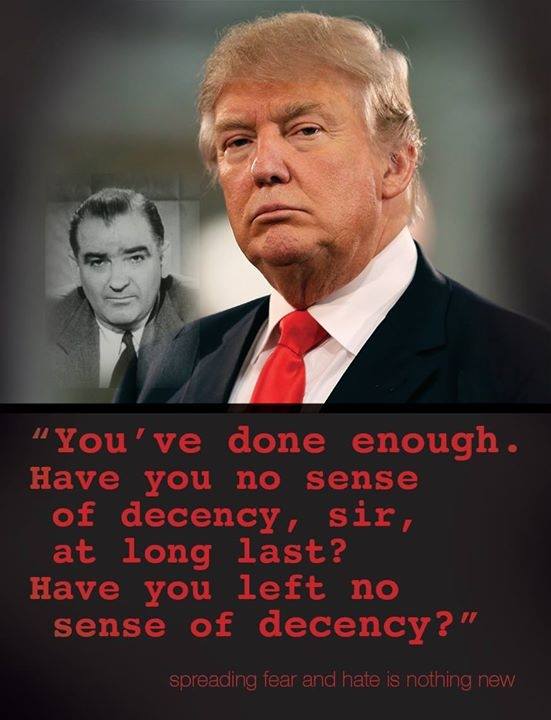 “You’ve done enough.
Have you no sense
of decency, sir,
at long last?
Have you left no
sense of decency?”
spreading fear and hate is nothing new